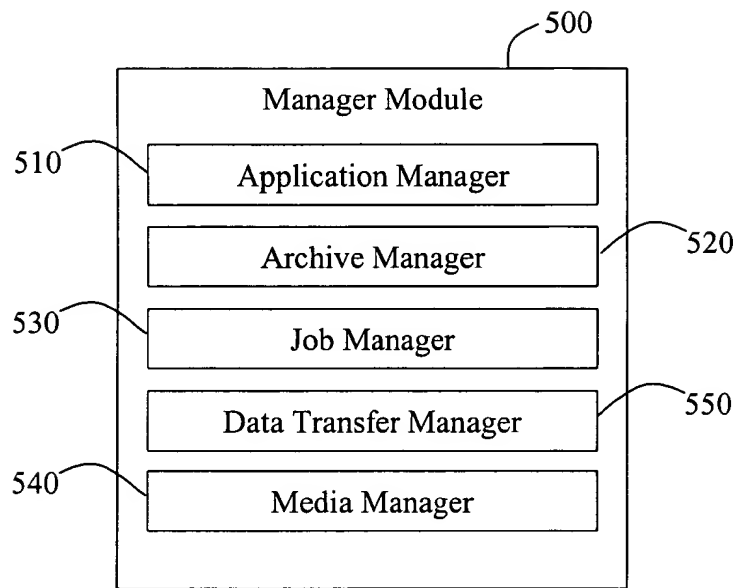 500
Manager Module
510
Application Manager
520
Archive Manager
530
Job Manager
550
Data Transfer Manager
540
Media Manager